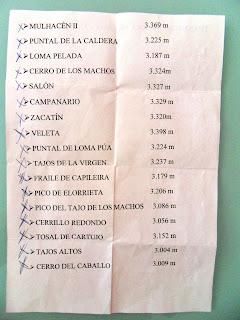 MULHACÉN II 3.369 m
PUNTAL DE LA CALDERA 3.225 m
LOMA PELADA 3.187 m
CERRO DE LOS MACHOS 3.324m
SALÓN 3.327 m
CAMPANARIO 3.329 m
ZACATÍN 3.320m
VELETA 3.398 m
PUNTAL DE LOMA PÚA 3.224 m
TAJOS DE LA VIRGEN 3.237 m
FRAILE DE CAPILEIRA 3.179 m
PICO DE ELORRIETA 3.206 m
PICO DEL TAJO DE LOS MACHOS 3.086 m
CERRILLO REDONDO 3.056 m
TOSAL DE CARTUJO 3.152 m
TAJOS ALTOS 3.004 m
CERRO DEL CABALLO 3.009 m